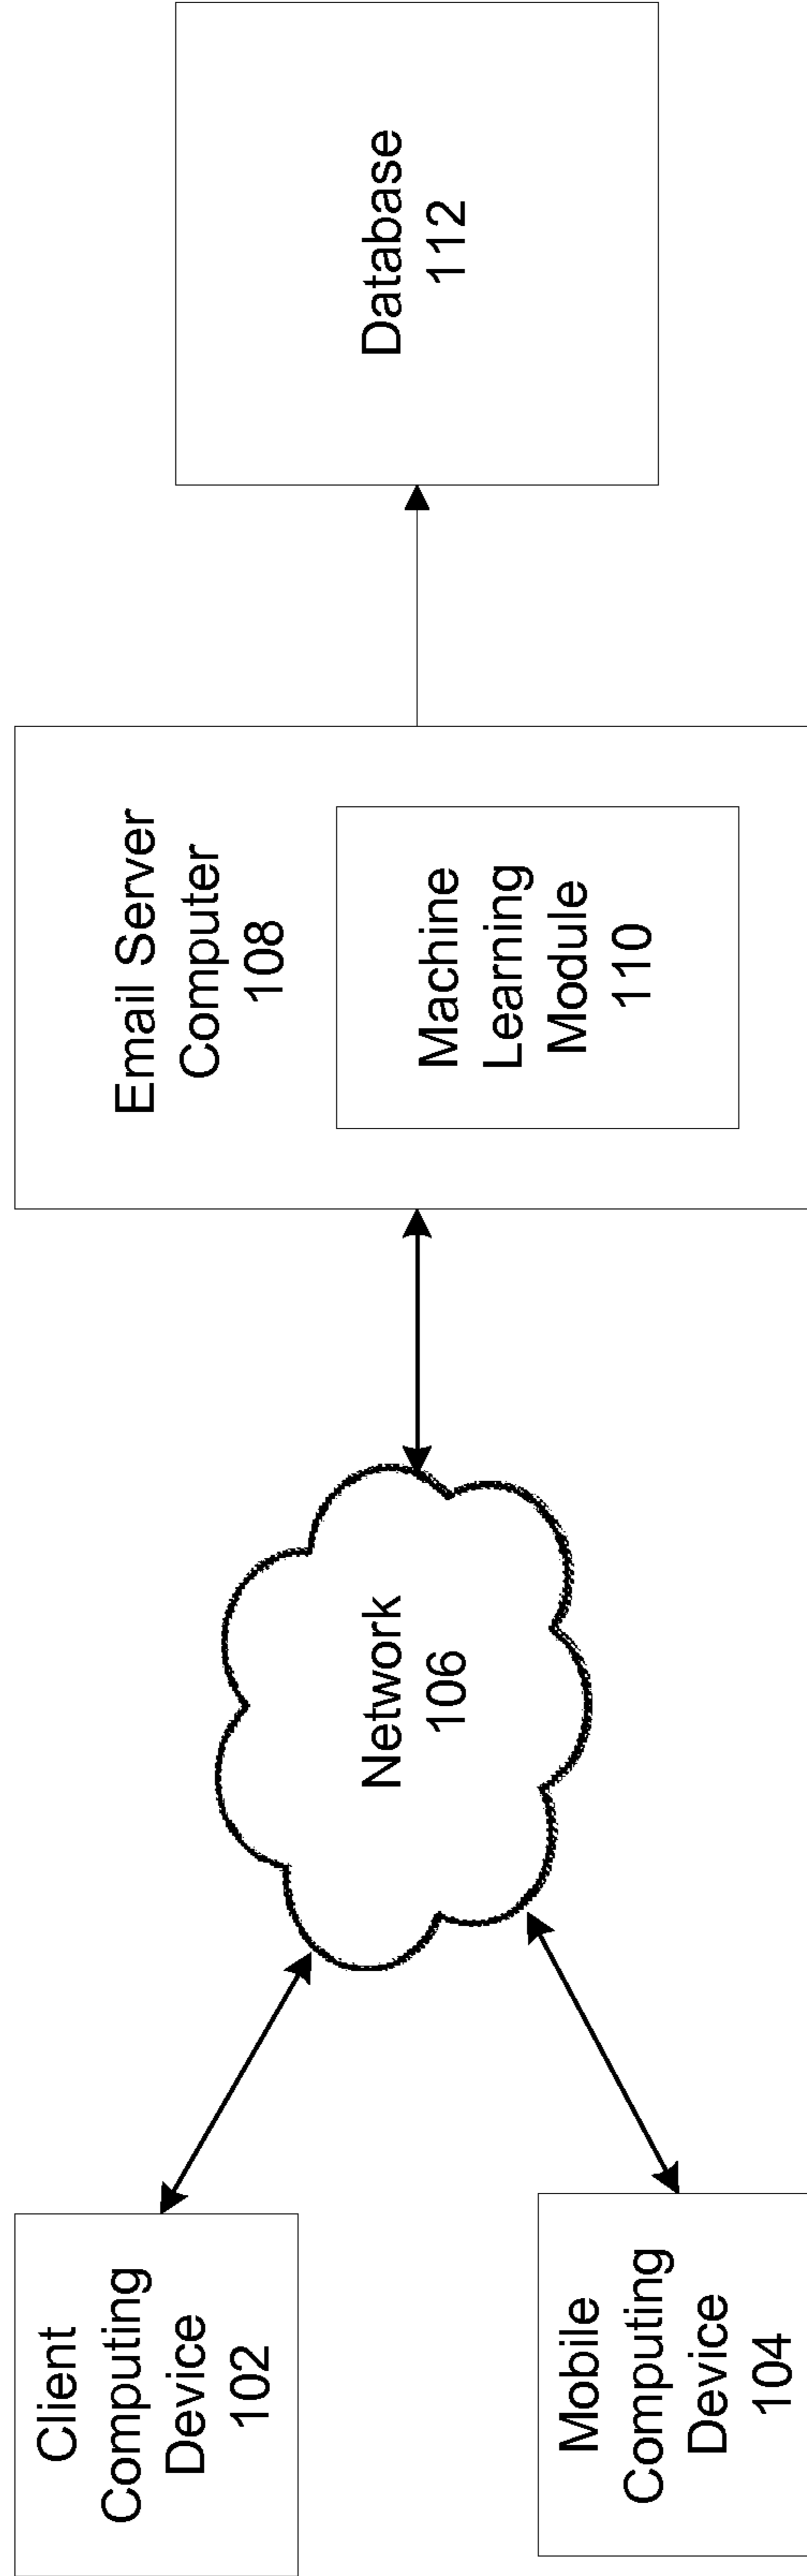 Client
Computing
Device
102
Mobile
Computing
Device
104
Network
106
Email Server
Computer
108
Machine
Learning
Module
110
Database
112